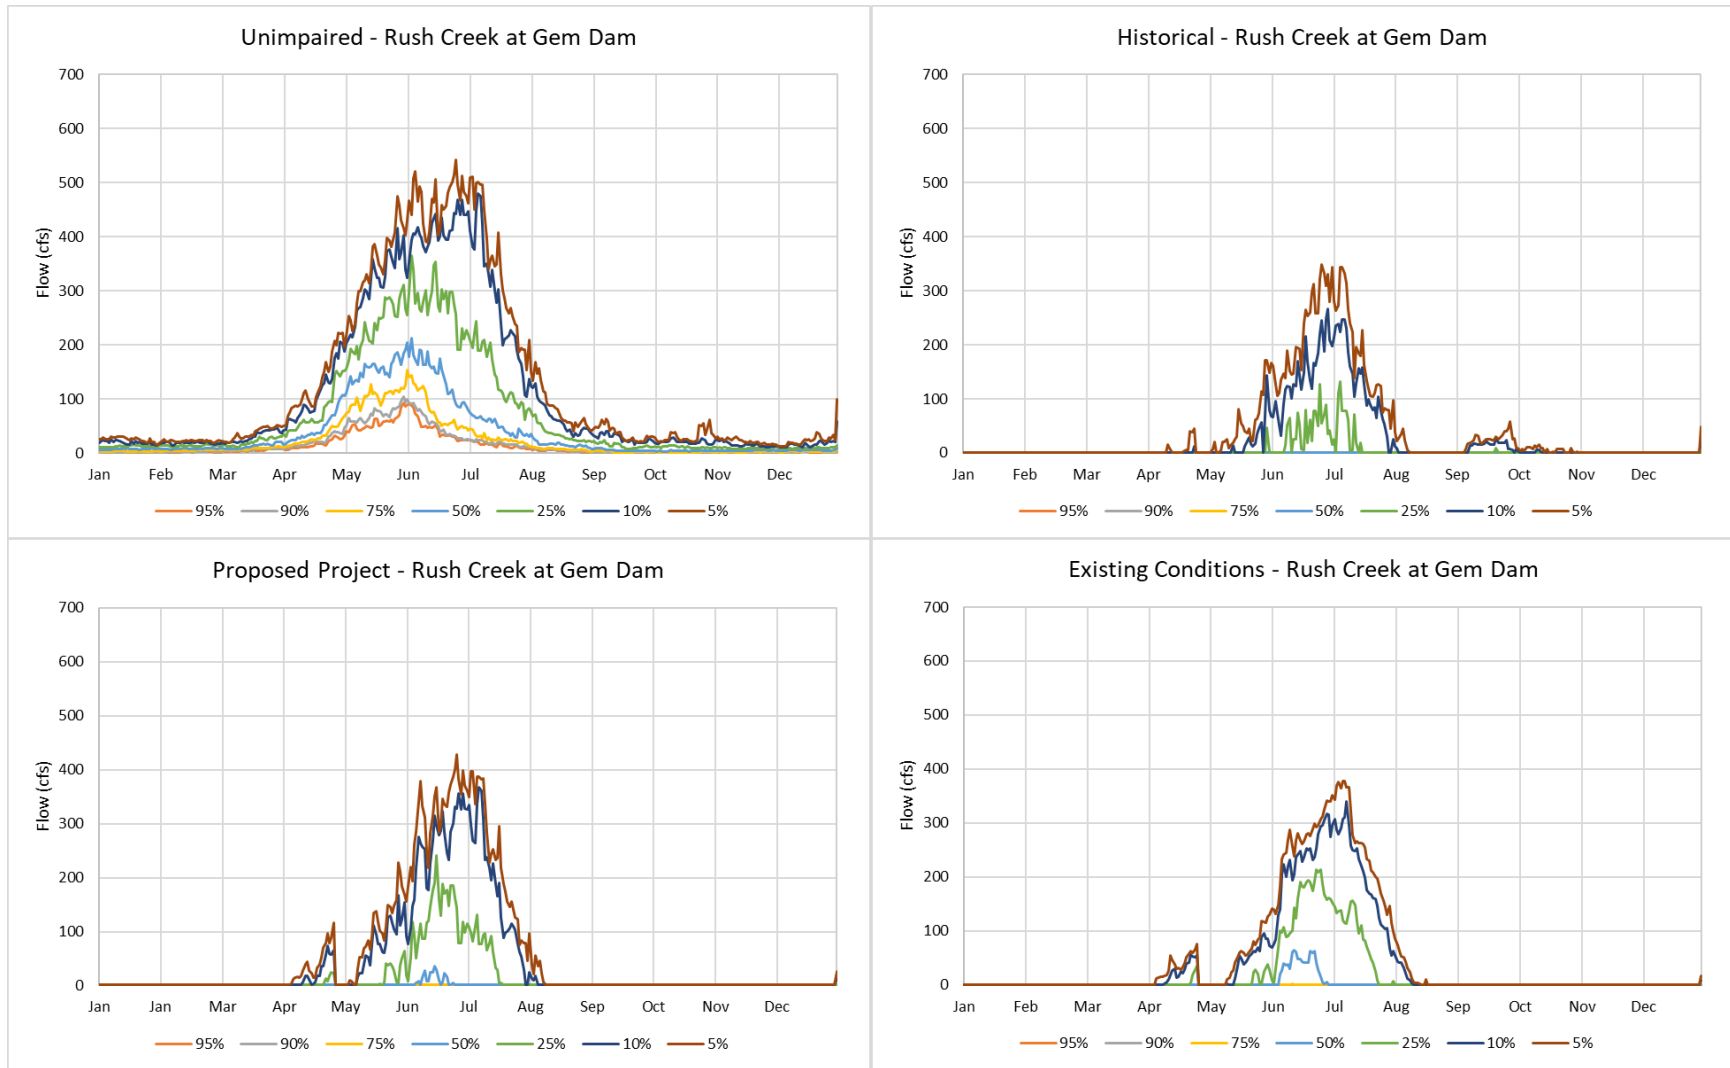 Unimpaired - Rush Creek at Gem Dam
700
600
500
400
300
200
100
0
Flow (cfs)
Jan Feb Mar Apr May Jun Jul Aug Sep Oct Nov Dec
95% 90% 75% 50% 25% 10% 5%
Historical - Rush Creek at Gem Dam
700
600
500
400
300
200
100
0
Flow (cfs)
Jan Feb Mar Apr May Jun Jul Aug Sep Oct Nov Dec
95% 90% 75% 50% 25% 10% 5%
Proposed Project - Rush Creek at Gem Dam
700
600
500
400
300
200
100
0
Flow (cfs)
Jan Feb Mar Apr May Jun Jul Aug Sep Oct Nov Dec
95% 90% 75% 50% 25% 10% 5%
Existing Conditions - Rush Creek at Gem Dam
700
600
500
400
300
200
100
0
Flow (cfs)
Jan Feb Mar Apr May Jun Jul Aug Sep Oct Nov Dec
95% 90% 75% 50% 25% 10% 5%